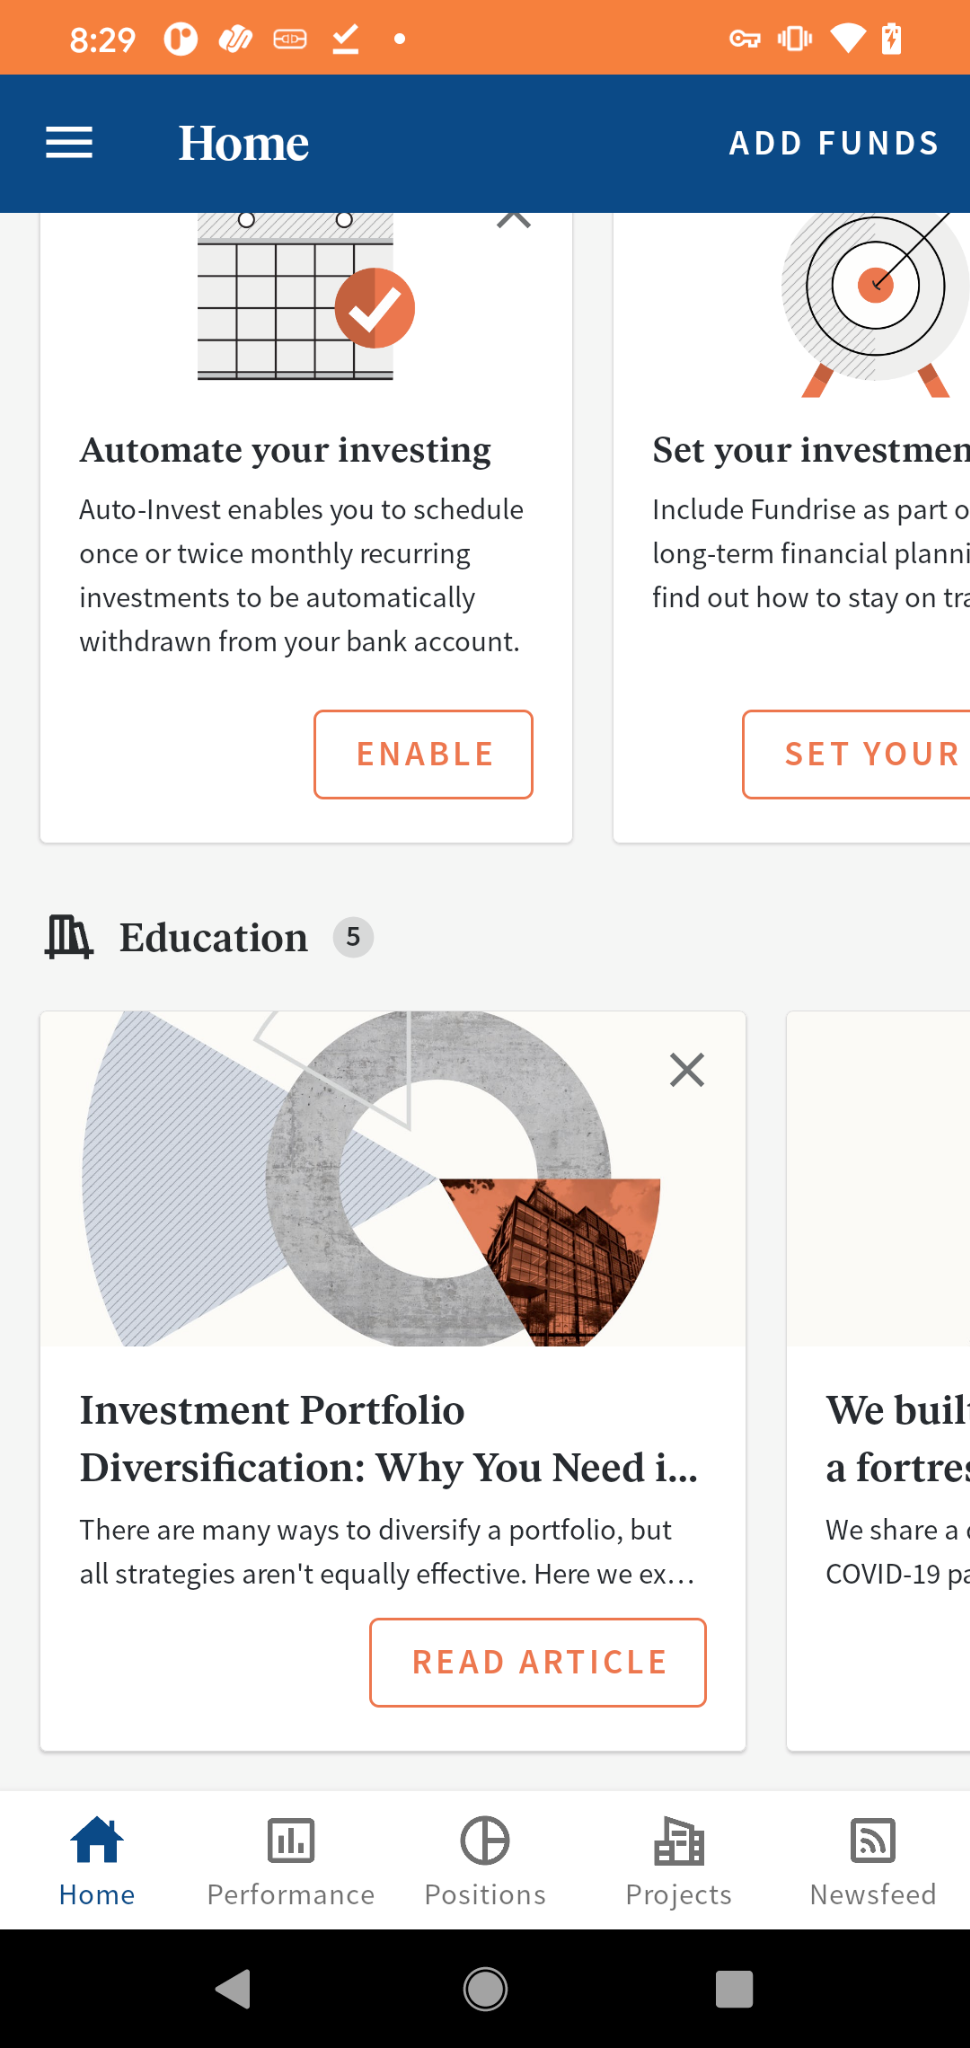 8:29
Home
ADD FUNDS
Automate your investing
Auto-Invest enables you to schedule
once or twice monthly recurring
investments to be automatically
withdrawn from your bank account.
ENABLE
Set your investmen
Include Fundrise as part o
long-term financial planni
find out how to stay on tra
SET YOUR
Education 5
Investment Portfolio
Diversification: Why You Need i...
There are many ways to diversify a portfolio, but
all strategies aren't equally effective. Here we ex...
READ ARTICLE
We buil
a fortres
We share a
COVID-19 pa
Home
Performance
Positions
Projects
Newsfeed